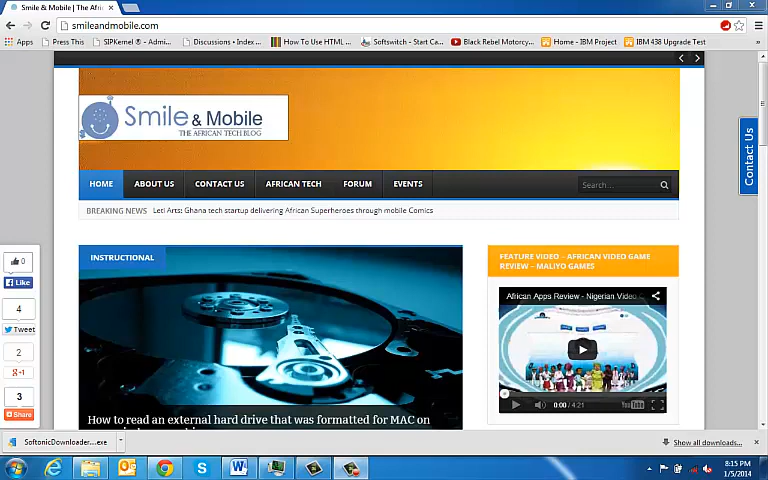 Smile & Mobile | The Afric
smileandmobile.com
Apps
Press This
SIPKernel ® - Admi...
Discussions • Index ...
How To Use HTML ...
Softswitch - Start Ca...
Black Rebel Motorcy...
Home - IBM Project
IBM 438 Upgrade Test
Smile & Mobile
THE AFRICAN TECH BLOG
Contact Us
HOME
ABOUT US
CONTACT US
AFRICAN TECH
FORUM
EVENTS
Search...
BREAKING NEWS
Leti Arts: Ghana tech startup delivering African Superheroes through mobile Comics
INSTRUCTIONAL
FEATURE VIDEO – AFRICAN VIDEO GAME
REVIEW – MALIYO GAMES
African Apps Review - Nigerian Video
0
Like
4
Tweet
2
+1
3
Share
0:00 / 4:21
You Tube
How to read an external hard drive that was formatted for MAC on
SoftonicDownloader....exe
Show all downloads...
8:15 PM
1/5/2014